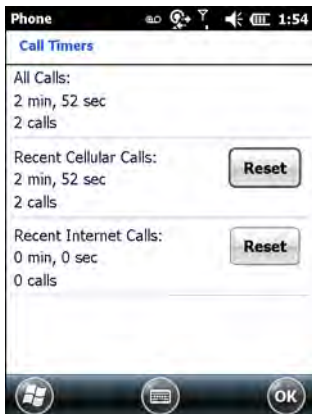 Phone 1:54
Call Timers
All Calls:
2 min, 52 sec
2 calls
Recent Cellular Calls:
2 min, 52 sec
Reset
2 calls
Recent Internet Calls:
0 min, 0 sec
Reset
0 calls
OK